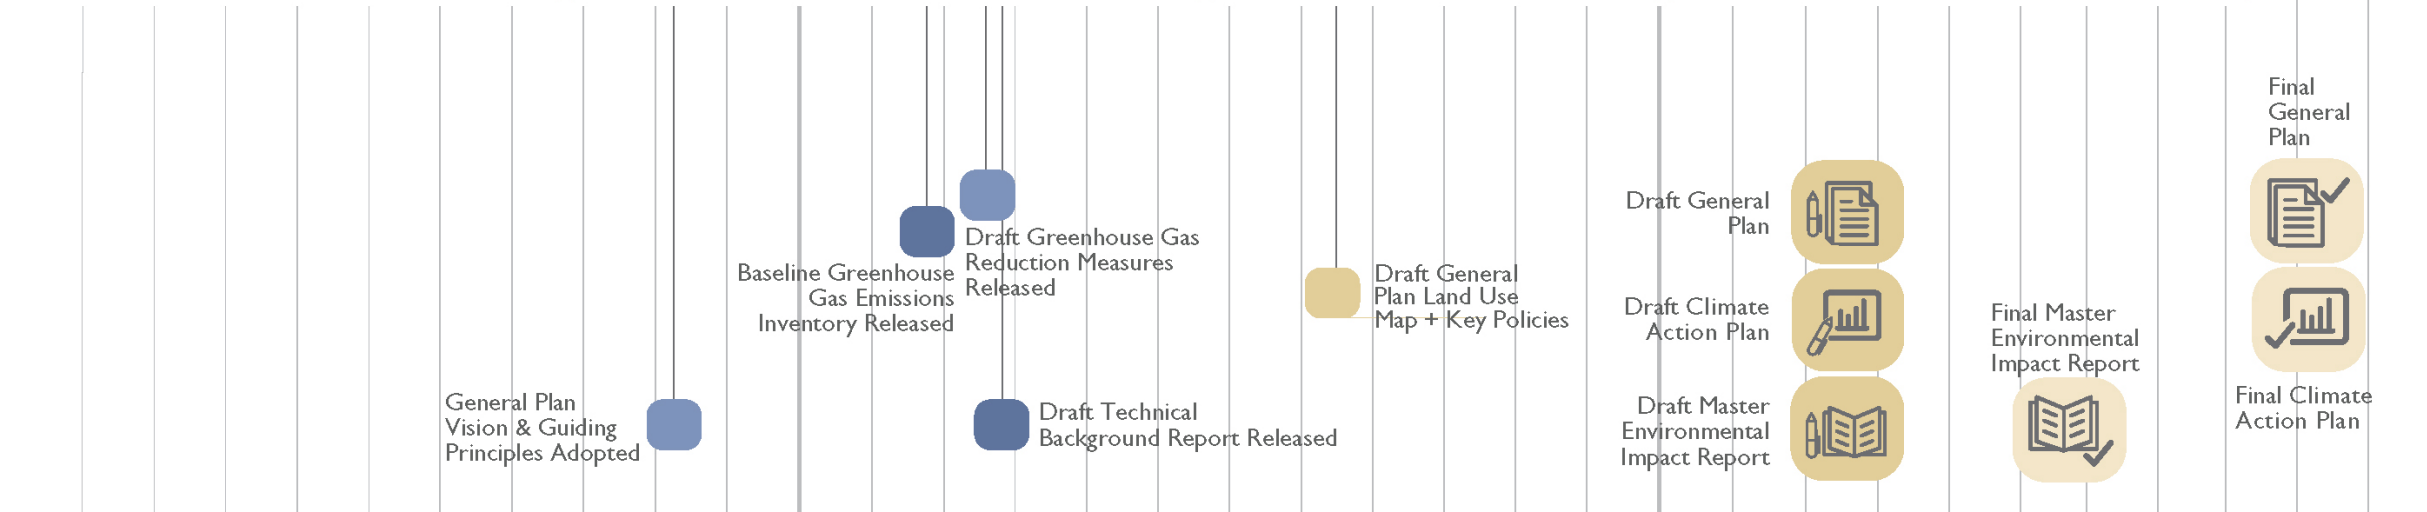 General Plan
Vision & Guiding
Principles Adopted
Baseline Greenhouse
Gas Emissions
Inventory Released
Draft Greenhouse Gas
Reduction Measures
Released
Draft Technical
Background Report Released
Draft General
Plan Land Use
Map + Key Policies
Draft General
Plan
Draft Climate
Action Plan
Draft Master
Environmental
Impact Report
Final Master
Environmental
Impact Report
Final
General
Plan
Final Climate
Action Plan